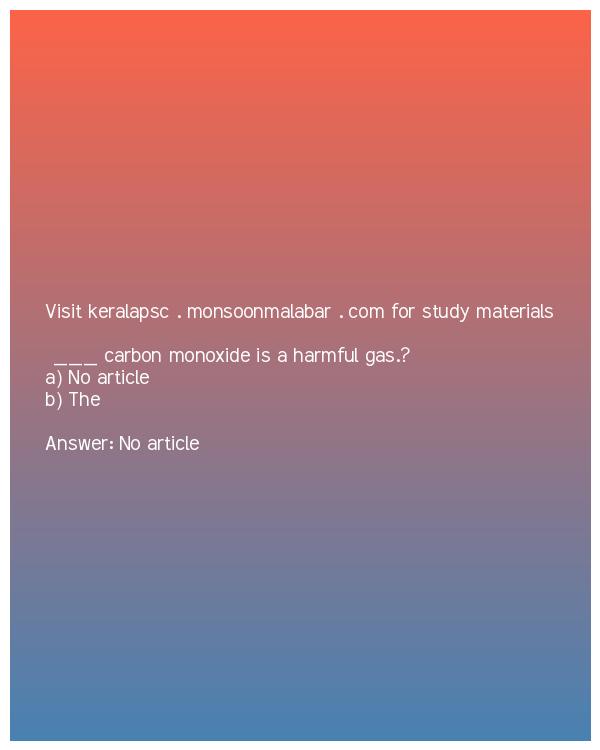 Visit keralapsc . monsoonmalabar . com for study materials
___ carbon monoxide is a harmful gas.?
a) No article
b) The
Answer: No article